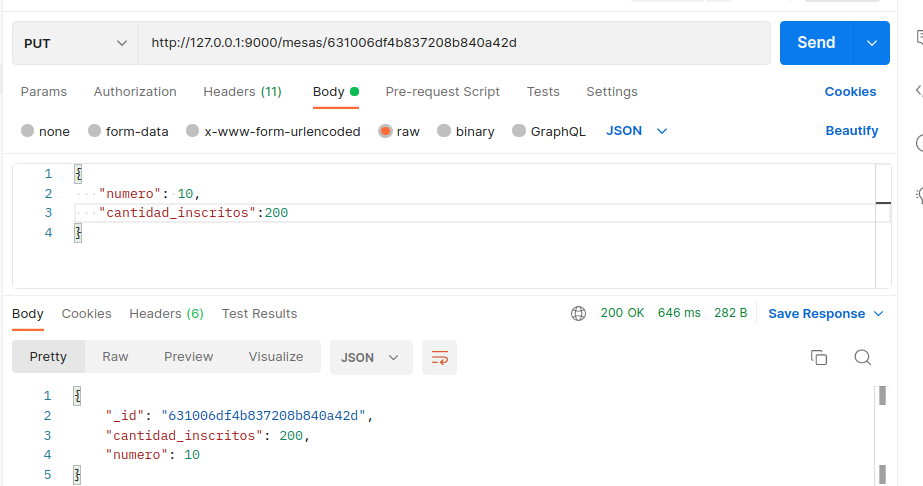 PUT http://127.0.0.1:9000/mesas/631006df4b837208b840a42d Send
Params Authorization Headers (11) Body Pre-request Script Tests Settings Cookies
none form-data x-www-form-urlencoded raw binary GraphQL JSON Beautify
1 {
2 "numero": 10,
3 "cantidad_inscritos":200
4 }
Body Cookies Headers (6) Test Results 200 OK 646 ms 282 B Save Response
Pretty Raw Preview Visualize JSON
1 {
2 "_id": "631006df4b837208b840a42d",
3 "cantidad_inscritos": 200,
4 "numero": 10
5 }